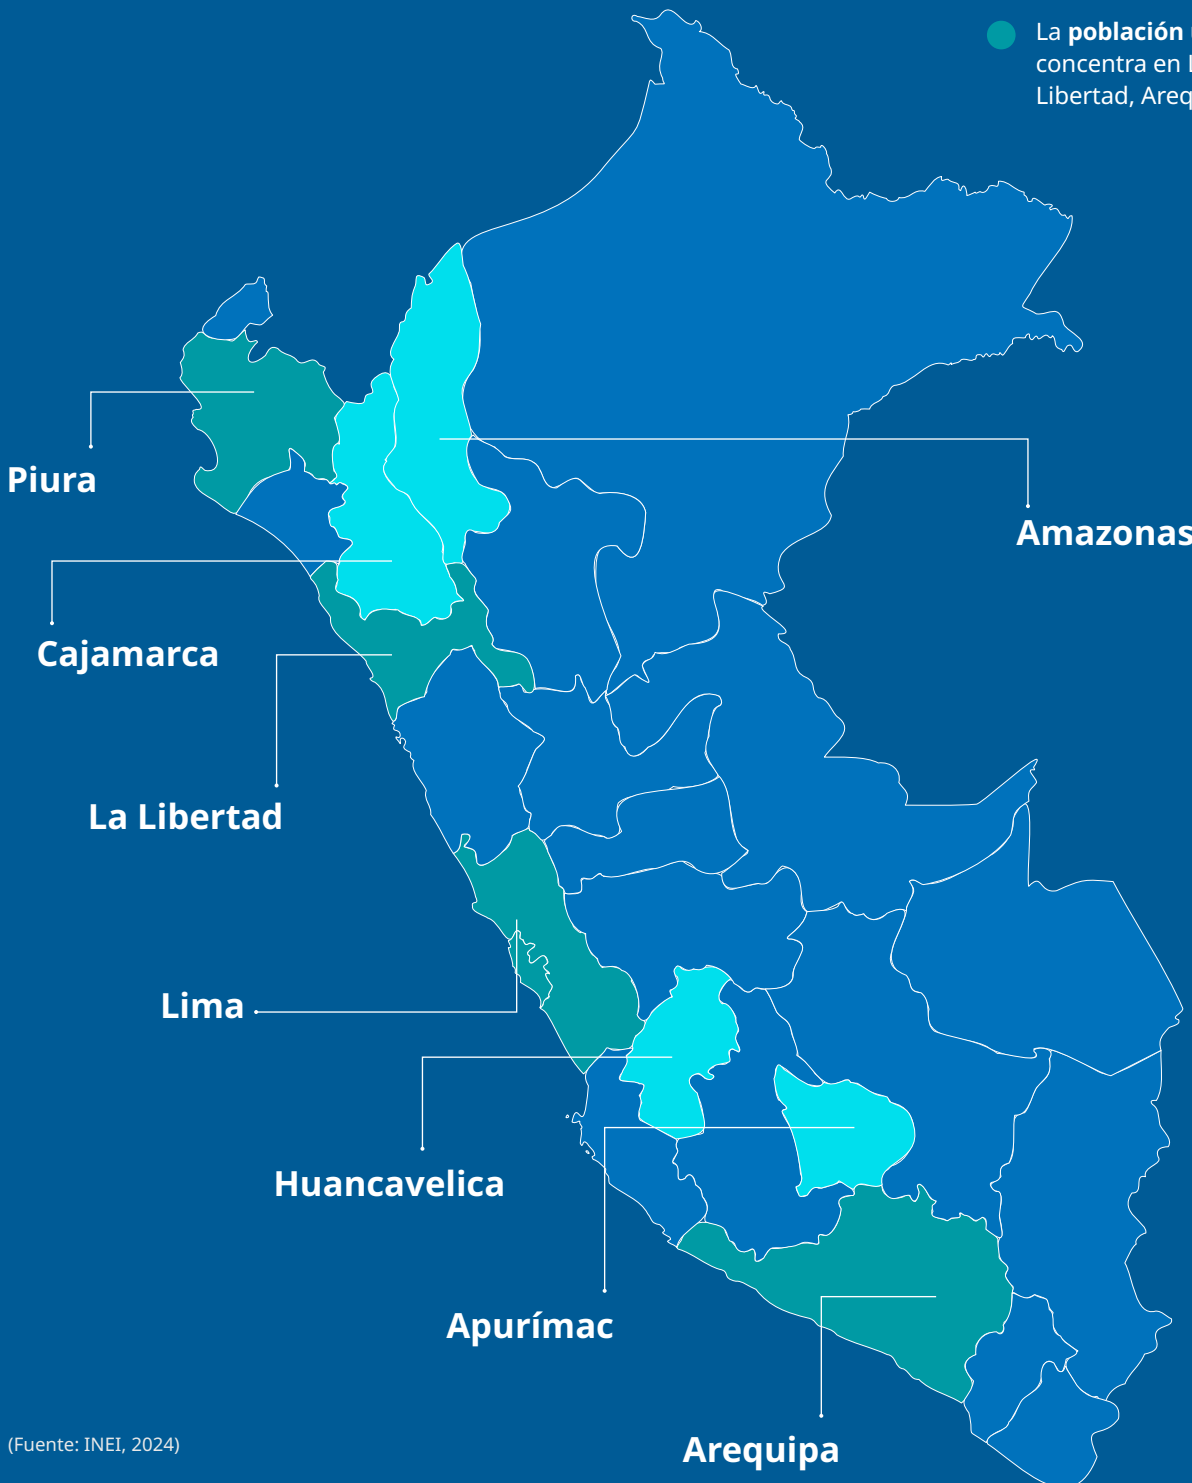 La población
concentra en
Libertad, Areq
Piura
Amazonas
Cajamarca
La Libertad
Lima
Huancavelica
Apurímac
Arequipa
(Fuente: INEI, 2024)